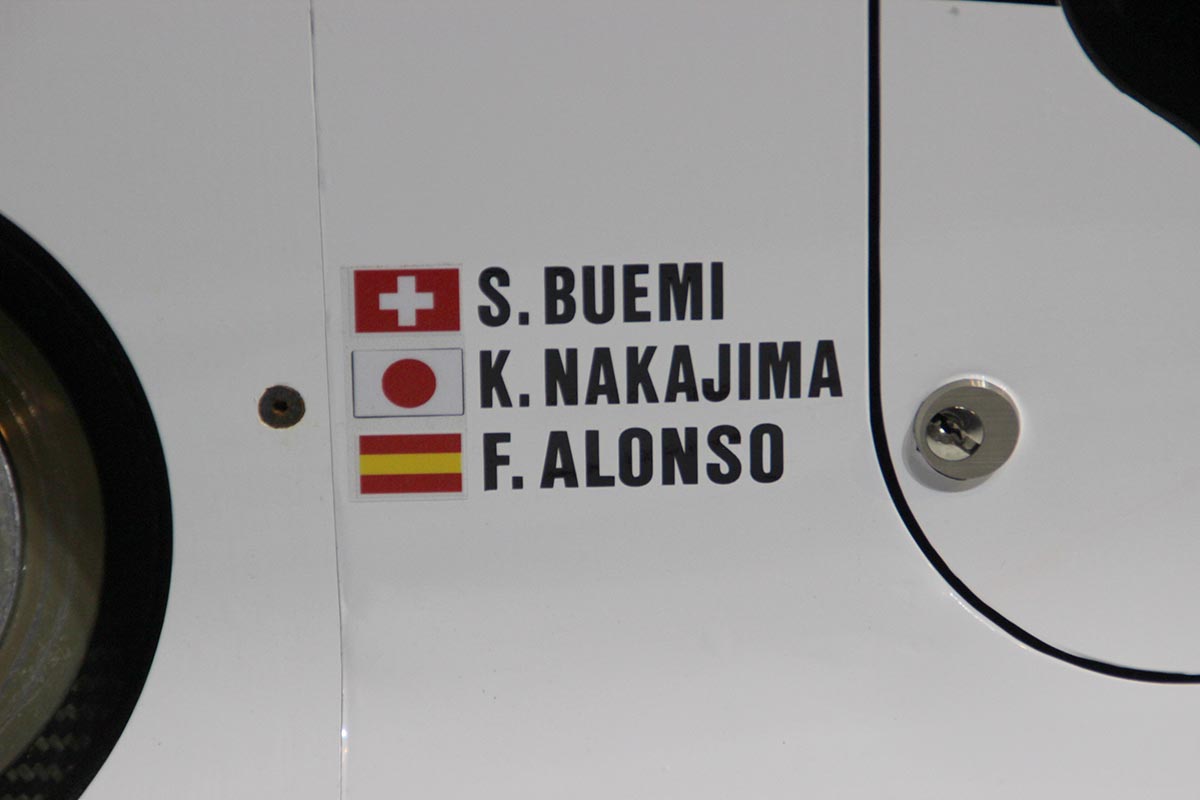 S. BUEMI
K. NAKAJIMA
F. ALONSO